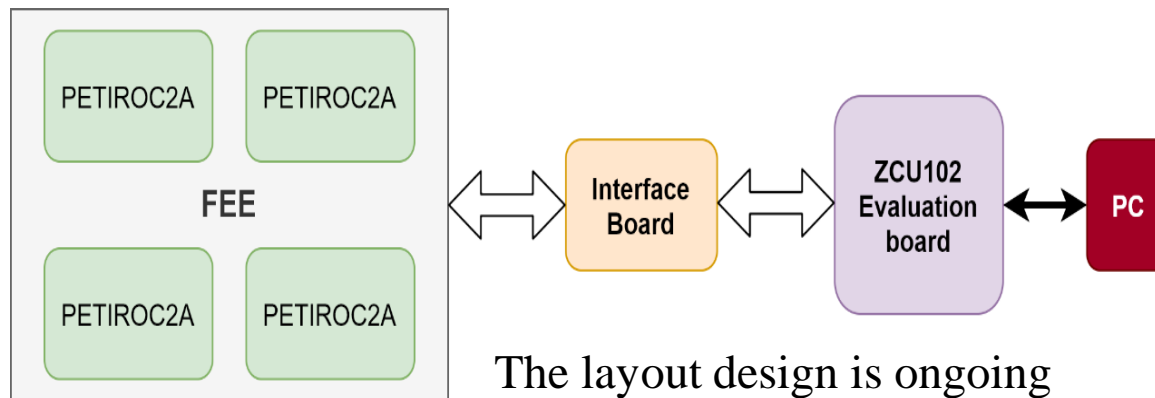 PETIROC2A
PETIROC2A
FEE
PETIROC2A
PETIROC2A
Interface
Board
ZCU102
Evaluation
board
PC
The layout design is ongoing